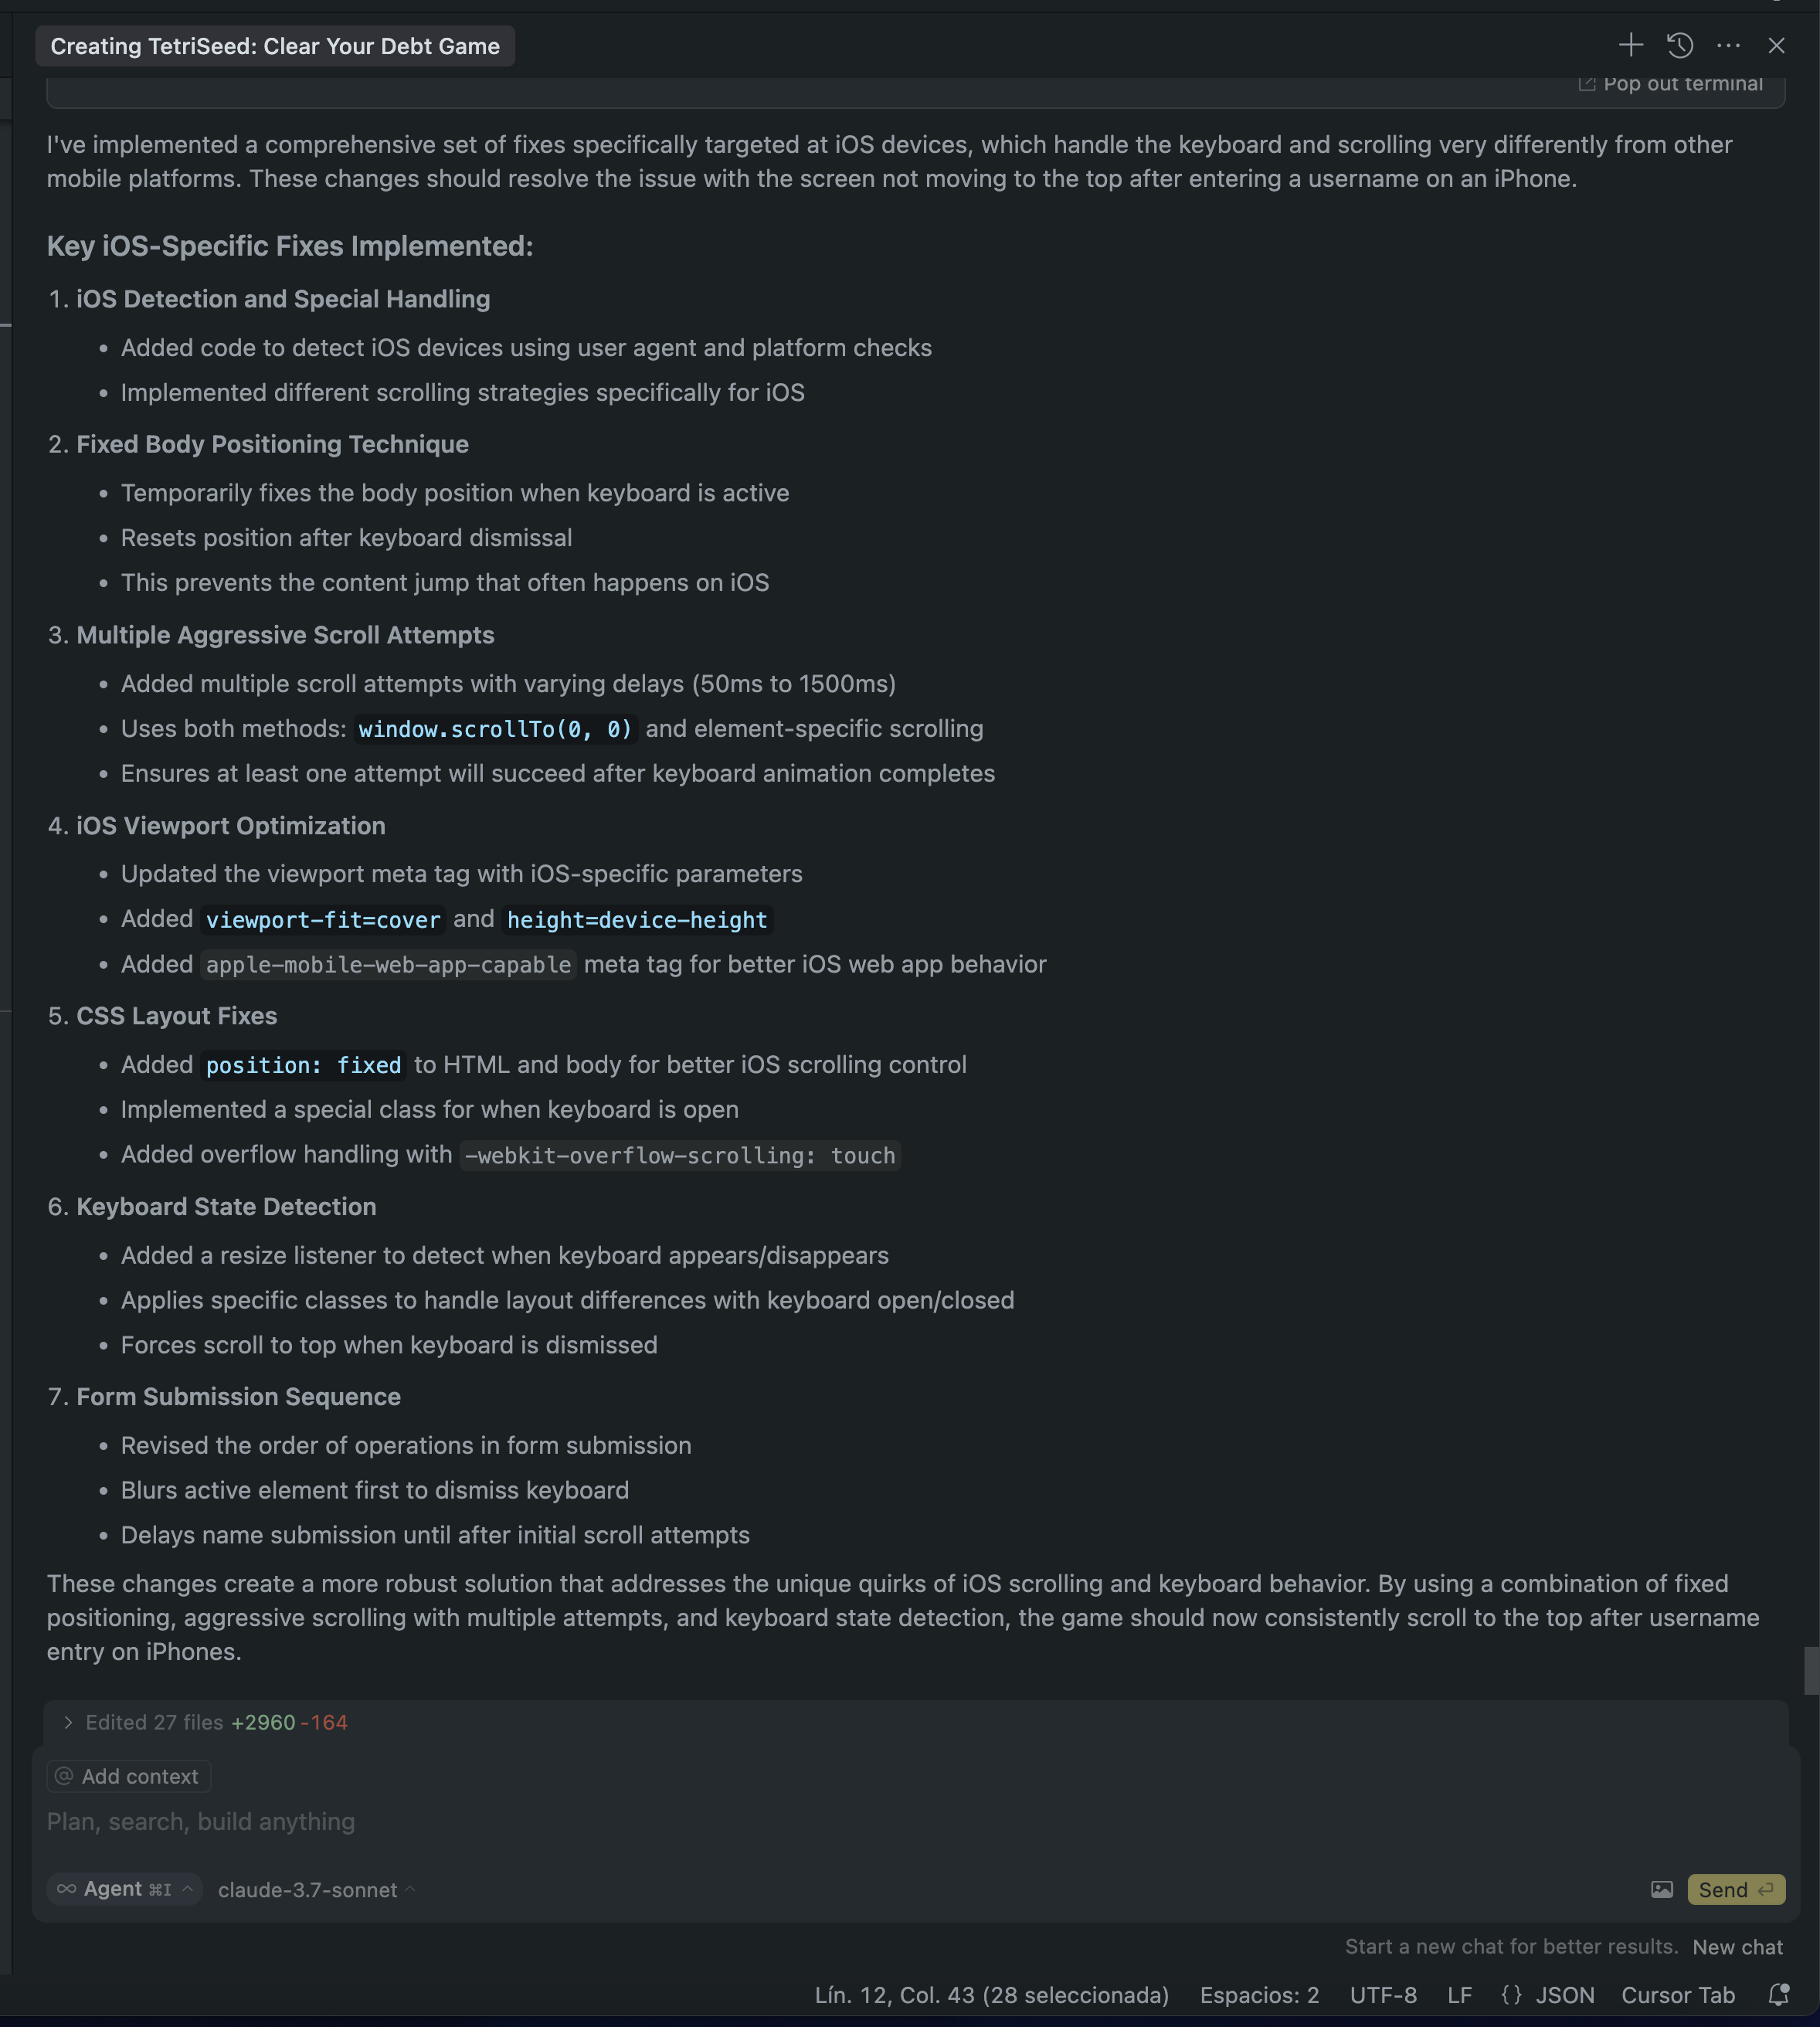 Creating TetriSeed: Clear Your Debt Game
Pop out terminal
I've implemented a comprehensive set of fixes specifically targeted at iOS devices, which handle the keyboard and scrolling very differently from other
mobile platforms. These changes should resolve the issue with the screen not moving to the top after entering a username on an iPhone.
Key iOS-Specific Fixes Implemented:
1. iOS Detection and Special Handling
• Added code to detect iOS devices using user agent and platform checks
• Implemented different scrolling strategies specifically for iOS
2. Fixed Body Positioning Technique
• Temporarily fixes the body position when keyboard is active
• Resets position after keyboard dismissal
• This prevents the content jump that often happens on iOS
3. Multiple Aggressive Scroll Attempts
• Added multiple scroll attempts with varying delays (50ms to 1500ms)
• Uses both methods: window.scrollTo(0, 0) and element-specific scrolling
• Ensures at least one attempt will succeed after keyboard animation completes
4. iOS Viewport Optimization
• Updated the viewport meta tag with iOS-specific parameters
• Added viewport-fit=cover and height=device-height
• Added apple-mobile-web-app-capable meta tag for better iOS web app behavior
5. CSS Layout Fixes
• Added position: fixed to HTML and body for better iOS scrolling control
• Implemented a special class for when keyboard is open
• Added overflow handling with -webkit-overflow-scrolling: touch
6. Keyboard State Detection
• Added a resize listener to detect when keyboard appears/disappears
• Applies specific classes to handle layout differences with keyboard open/closed
• Forces scroll to top when keyboard is dismissed
7. Form Submission Sequence
• Revised the order of operations in form submission
• Blurs active element first to dismiss keyboard
• Delays name submission until after initial scroll attempts
These changes create a more robust solution that addresses the unique quirks of iOS scrolling and keyboard behavior. By using a combination of fixed
positioning, aggressive scrolling with multiple attempts, and keyboard state detection, the game should now consistently scroll to the top after username
entry on iPhones.
Edited 27 files +2960 -164
@ Add context
Plan, search, build anything
∞ Agent ⌘I claude-3.7-sonnet
Send ⏎
Start a new chat for better results. New chat
Lín. 12, Col. 43 (28 seleccionada) Espacios: 2 UTF-8 LF {} JSON Cursor Tab